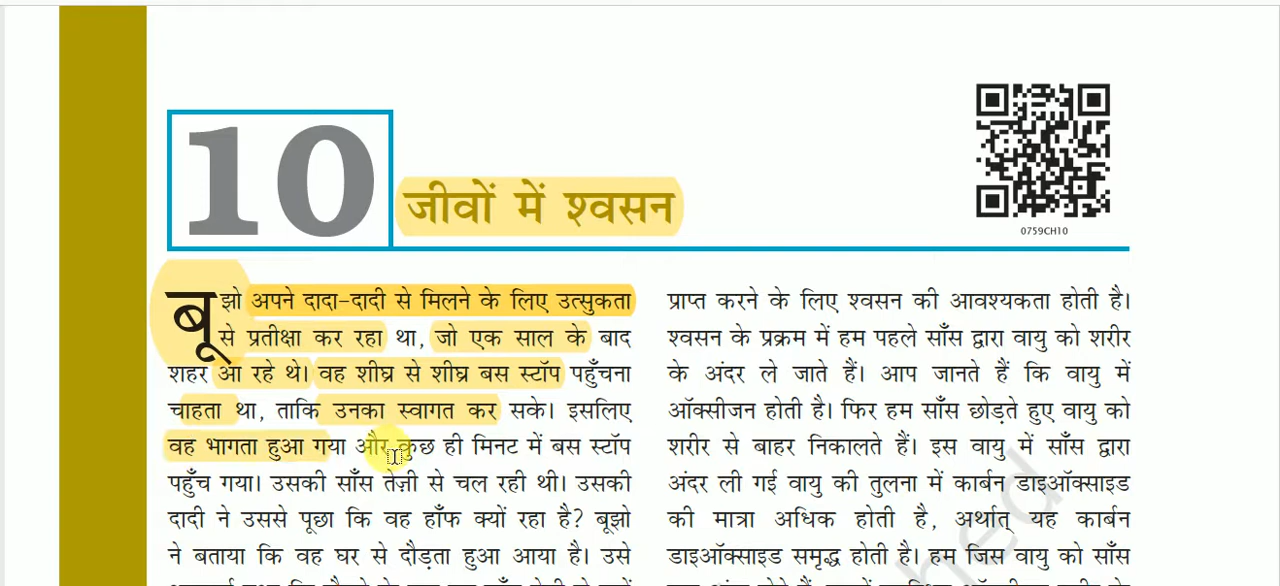 10
जीवों में श्वसन
0759CH10
बूझो अपने दादा-दादी से मिलने के लिए उत्सुकता
से प्रतीक्षा कर रहा था, जो एक साल के बाद
शहर आ रहे थे। वह शीघ्र से शीघ्र बस स्टॉप पहुँचना
चाहता था, ताकि उनका स्वागत कर सके। इसलिए
वह भागता हुआ गया और कुछ ही मिनट में बस स्टॉप
पहुँच गया। उसकी साँस तेज़ी से चल रही थी। उसकी
दादी ने उससे पूछा कि वह हाँफ क्यों रहा है? बूझो
ने बताया कि वह घर से दौड़ता हुआ आया है। उसे
प्राप्त करने के लिए श्वसन की आवश्यकता होती है।
श्वसन के प्रक्रम में हम पहले साँस द्वारा वायु को शरीर
के अंदर ले जाते हैं। आप जानते हैं कि वायु में
ऑक्सीजन होती है। फिर हम साँस छोड़ते हुए वायु को
शरीर से बाहर निकालते हैं। इस वायु में साँस द्वारा
अंदर ली गई वायु की तुलना में कार्बन डाइऑक्साइड
की मात्रा अधिक होती है, अर्थात् यह कार्बन
डाइऑक्साइड समृद्ध होती है। हम जिस वायु को साँस